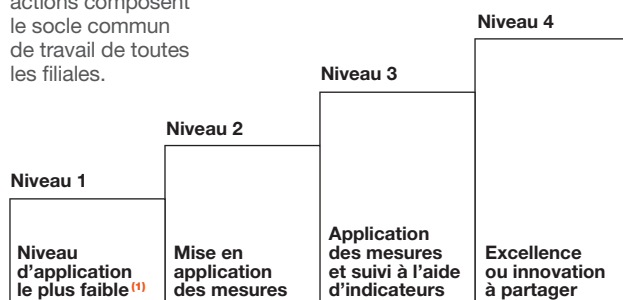 actions composent
le socle commun
de travail de toutes
les filiales.
Niveau 1
Niveau
d'application
le plus faible (1)
Niveau 2
Mise en
application
des mesures
Niveau 3
Application
des mesures
et suivi à l'aide
d'indicateurs
Niveau 4
Excellence
ou innovation
à partager